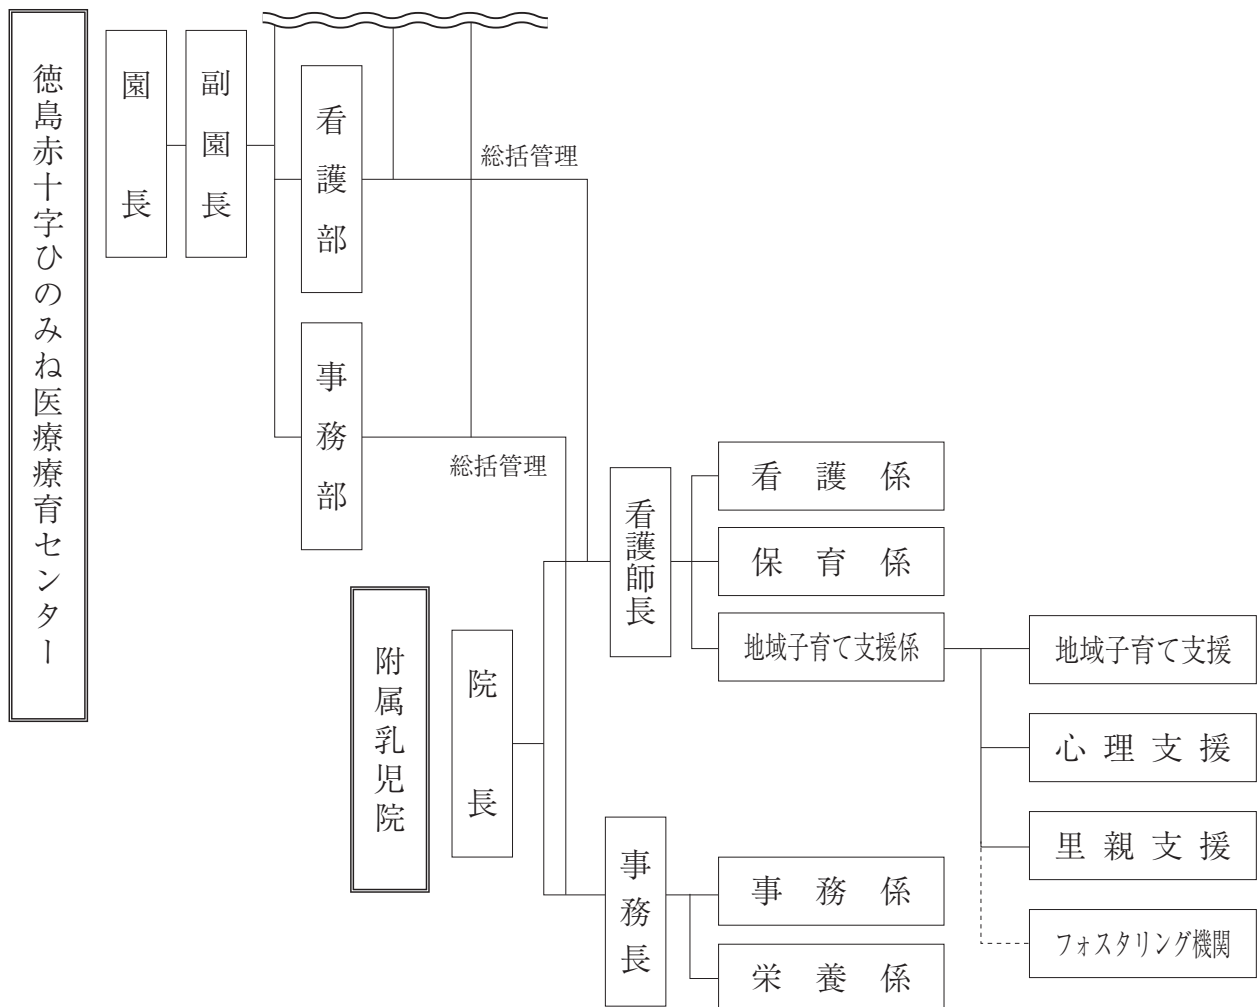 徳島赤十字ひのみね医療療育センター
園長
副園長
看護部
総括管理
事務部
総括管理
附属乳児院
院長
看護師長
看護係
保育係
地域子育て支援係
地域子育て支援
心理支援
里親支援
フォスタリング機関
事務長
事務係
栄養係